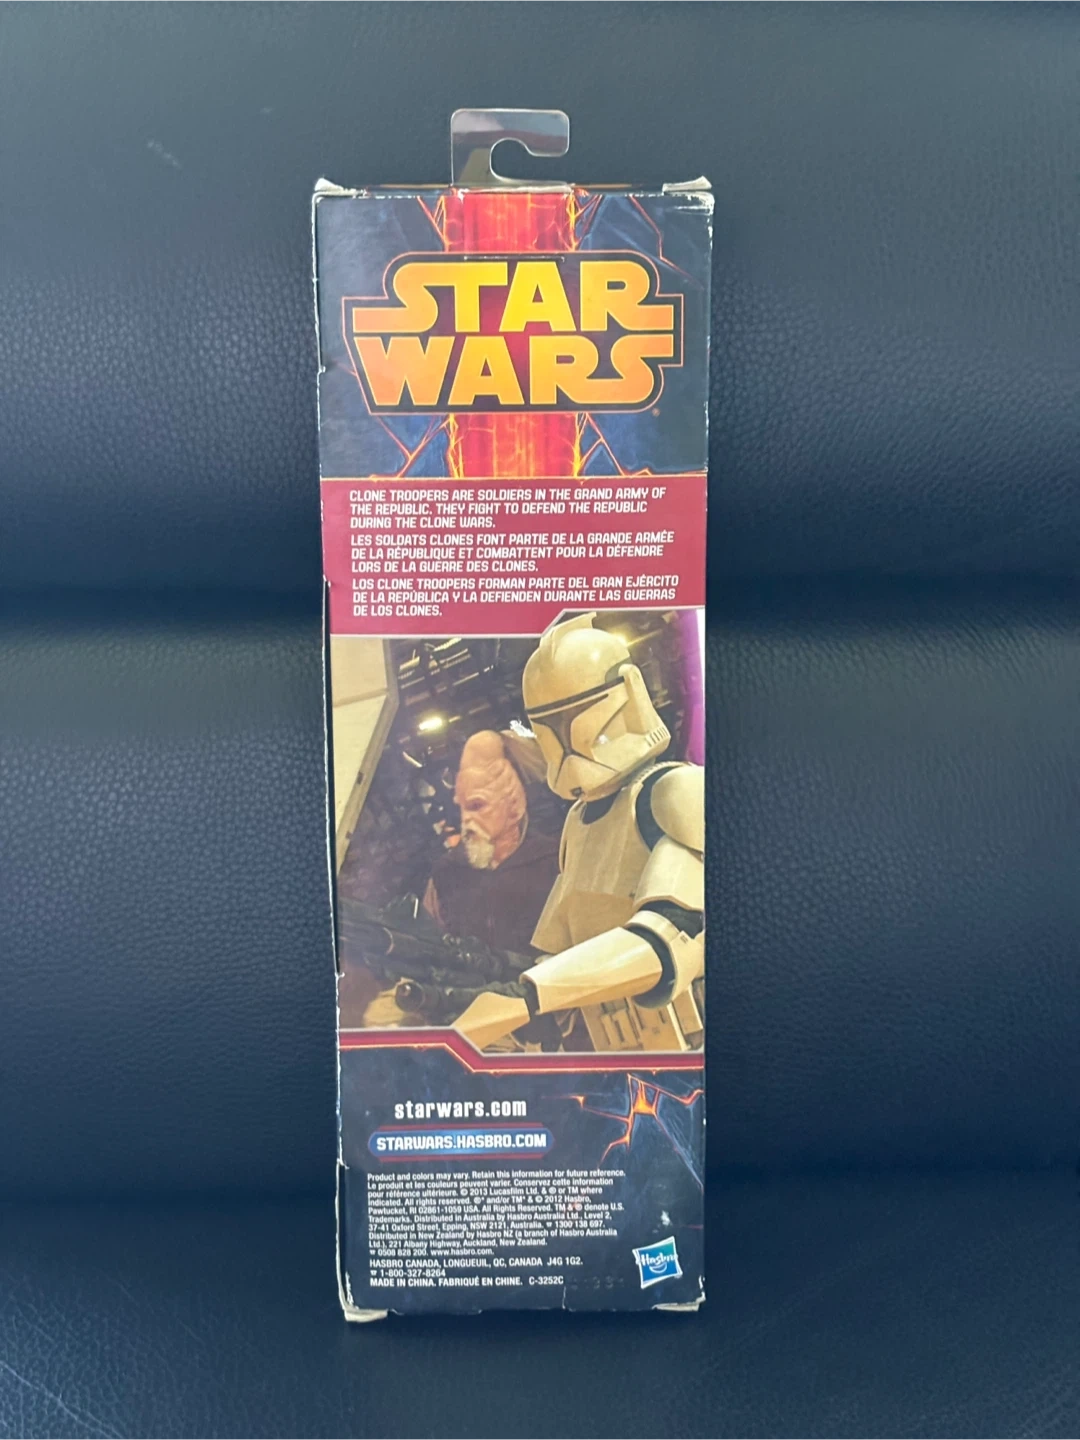 STAR
WARS
CLONE TROOPERS ARE SOLDIERS IN THE GRAND ARMY OF
THE REPUBLIC. THEY FIGHT TO DEFEND THE REPUBLIC
DURING THE CLONE WARS.
LES SOLDATS CLONES FONT PARTIE DE LA GRANDE ARMÉE
DE LA RÉPUBLIQUE ET COMBATTENT POUR LA DÉFENDRE
LORS DE LA GUERRE DES CLONES.
LOS CLONE TROOPERS FORMAN PARTE DEL GRAN EJÉRCITO
DE LA REPÚBLICA Y LA DEFIENDEN DURANTE LAS GUERRAS
DE LOS CLONES.
starwars.com
STARWARS.HASBRO.COM
Product and colors may vary. Retain this information for future reference.
Le produit et les couleurs peuvent varier. Conservez cette information
pour référence ultérieure. © 2013 Lucasfilm Ltd. & ® or TM where
indicated. All rights reserved. ®* and/or TM* & © 2012 Hasbro,
Pawtucket, RI 02861-1059 USA. All Rights Reserved. TM & ® denote U.S.
Trademarks. Distributed in Australia by Hasbro Australia Ltd., Level 2,
37-41 Oxford Street, Epping, NSW 2121, Australia. ☎ 1300 138 697.
Distributed in New Zealand by Hasbro NZ (a branch of Hasbro Australia
Ltd.), 221 Albany Highway, Auckland, New Zealand.
☎ 0508 828 200. www.hasbro.com.
HASBRO CANADA, LONGUEUIL, QC, CANADA J4G 1G2.
☎ 1-800-327-8264
MADE IN CHINA. FABRIQUÉ EN CHINE. C-3252C
Hasbro